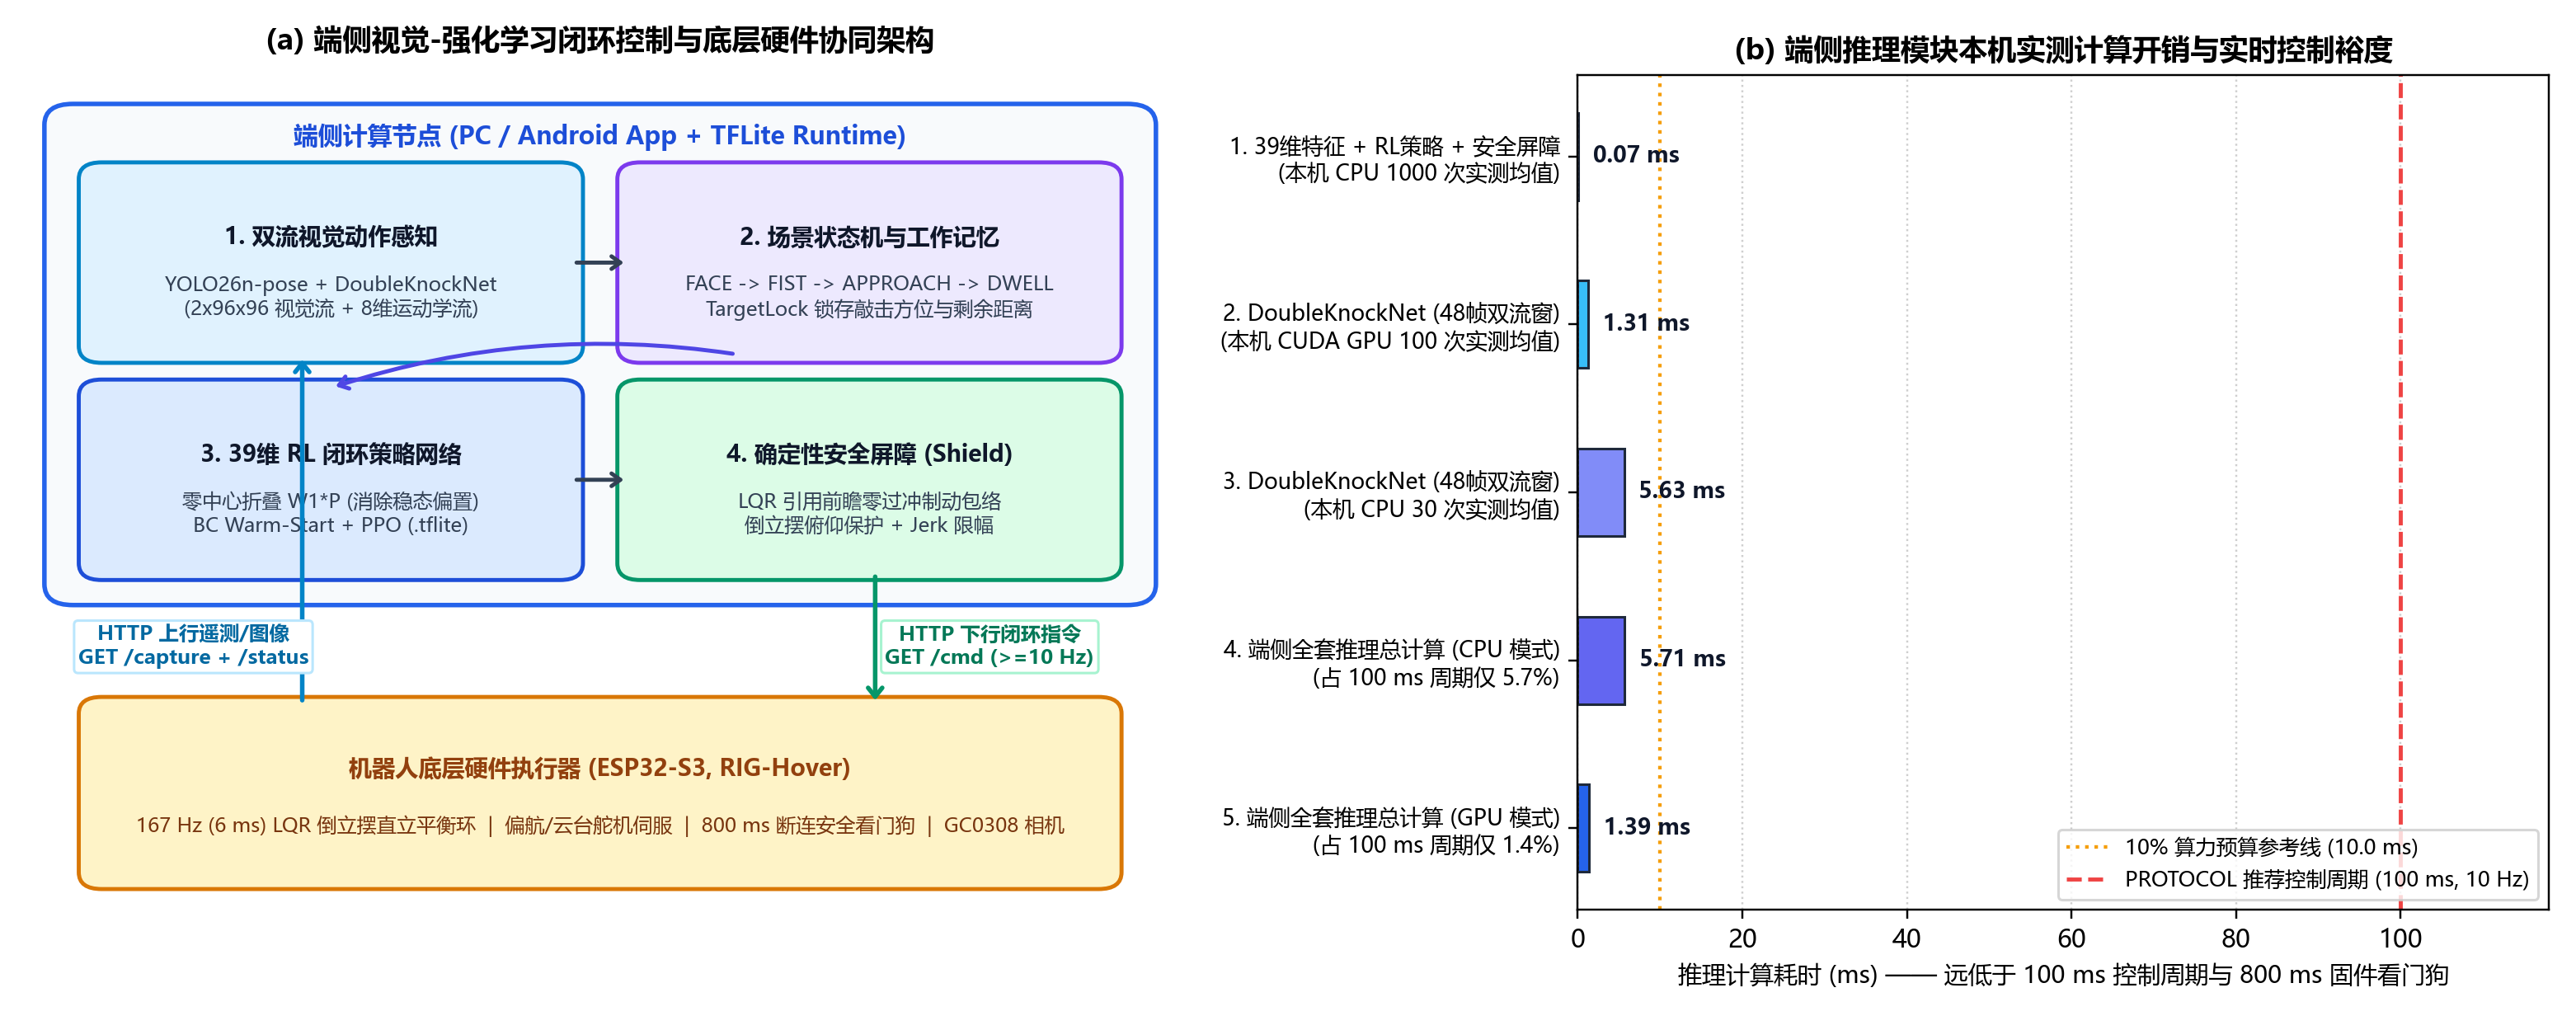 (a) 端侧视觉-强化学习闭环控制与底层硬件协同架构
端侧计算节点 (PC / Android App + TFLite Runtime)
1. 双流视觉动作感知
YOLO26n-pose + DoubleKnockNet
(2x96x96 视觉流 + 8维运动学流)
2. 场景状态机与工作记忆
FACE -> FIST -> APPROACH -> DWELL
TargetLock 锁存敲击方位与剩余距离
3. 39维 RL 闭环策略网络
零中心折叠 W1*P (消除稳态偏置)
BC Warm-Start + PPO (.tflite)
4. 确定性安全屏障 (Shield)
LQR 引用前瞻零过冲制动包络
倒立摆俯仰保护 + Jerk 限幅
HTTP 上行遥测/图像
GET /capture + /status
HTTP 下行闭环指令
GET /cmd (>=10 Hz)
机器人底层硬件执行器 (ESP32-S3, RIG-Hover)
167 Hz (6 ms) LQR 倒立摆直立平衡环 | 偏航/云台舵机伺服 | 800 ms 断连安全看门狗 | GC0308 相机
(b) 端侧推理模块本机实测计算开销与实时控制裕度
1. 39维特征 + RL策略 + 安全屏障
(本机 CPU 1000 次实测均值)
0.07 ms
2. DoubleKnockNet (48帧双流窗)
(本机 CUDA GPU 100 次实测均值)
1.31 ms
3. DoubleKnockNet (48帧双流窗)
(本机 CPU 30 次实测均值)
5.63 ms
4. 端侧全套推理总计算 (CPU 模式)
(占 100 ms 周期仅 5.7%)
5.71 ms
5. 端侧全套推理总计算 (GPU 模式)
(占 100 ms 周期仅 1.4%)
1.39 ms
10% 算力预算参考线 (10.0 ms)
PROTOCOL 推荐控制周期 (100 ms, 10 Hz)
0 20 40 60 80 100
推理计算耗时 (ms) —— 远低于 100 ms 控制周期与 800 ms 固件看门狗